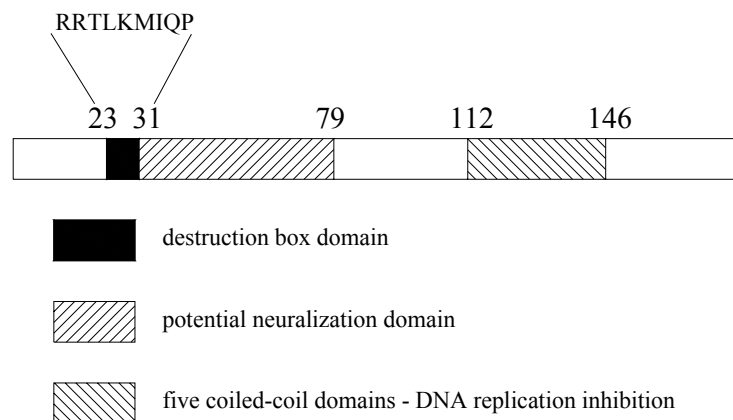 RRTLKMIQP
23 31 79 112 146
destruction box domain
potential neuralization domain
five coiled-coil domains - DNA replication inhibition